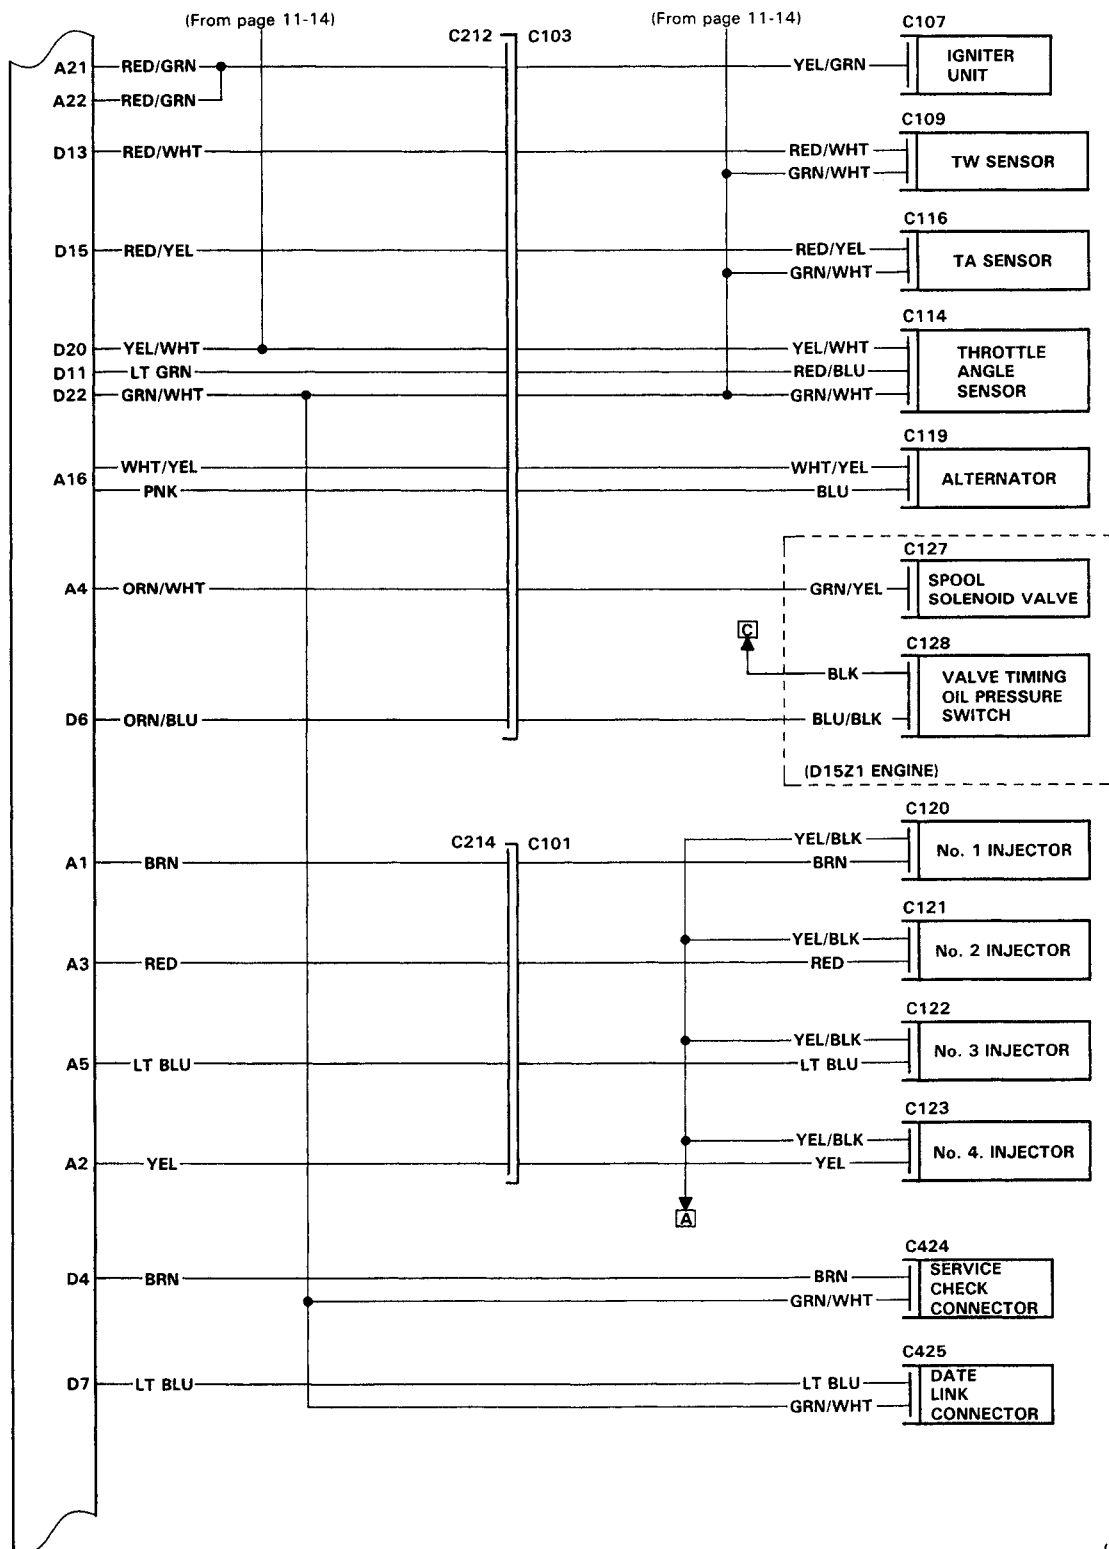 (From page 11-14) (From page 11-14)
C212 C103 C107
A21 RED/GRN YEL/GRN IGNITER
UNIT
A22 RED/GRN
C109
D13 RED/WHT RED/WHT TW SENSOR
GRN/WHT
C116
D15 RED/YEL RED/YEL TA SENSOR
GRN/WHT
C114
D20 YEL/WHT YEL/WHT THROTTLE
D11 LT GRN RED/BLU ANGLE
D22 GRN/WHT GRN/WHT SENSOR
C119
WHT/YEL WHT/YEL
A16 ALTERNATOR
PNK BLU
C127
A4 ORN/WHT GRN/YEL SPOOL
SOLENOID VALVE
C C128
BLK VALVE TIMING
OIL PRESSURE
D6 ORN/BLU BLU/BLK SWITCH
(D15Z1 ENGINE)
C120
C214 C101 YEL/BLK No. 1 INJECTOR
A1 BRN BRN
C121
YEL/BLK No. 2 INJECTOR
A3 RED RED
C122
YEL/BLK No. 3 INJECTOR
A5 LT BLU LT BLU
C123
YEL/BLK No. 4. INJECTOR
A2 YEL YEL
A
C424
D4 BRN BRN SERVICE
CHECK
GRN/WHT CONNECTOR
C425
D7 LT BLU LT BLU DATE
LINK
GRN/WHT CONNECTOR